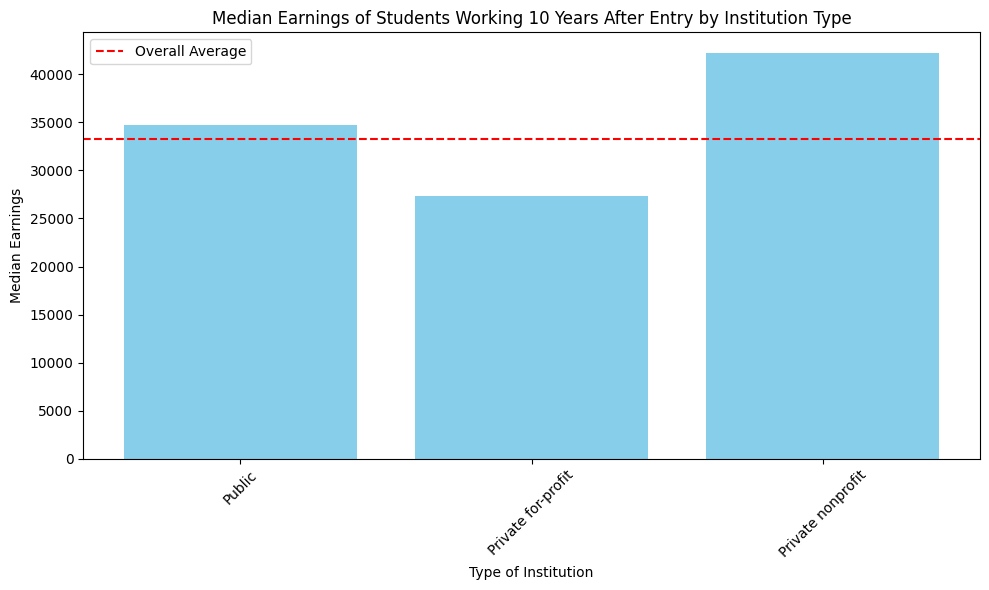 Median Earnings of Students Working 10 Years After Entry by Institution Type
Overall Average
40000
35000
30000
25000
20000
15000
10000
5000
0
Median Earnings
Public
Private for-profit
Private nonprofit
Type of Institution